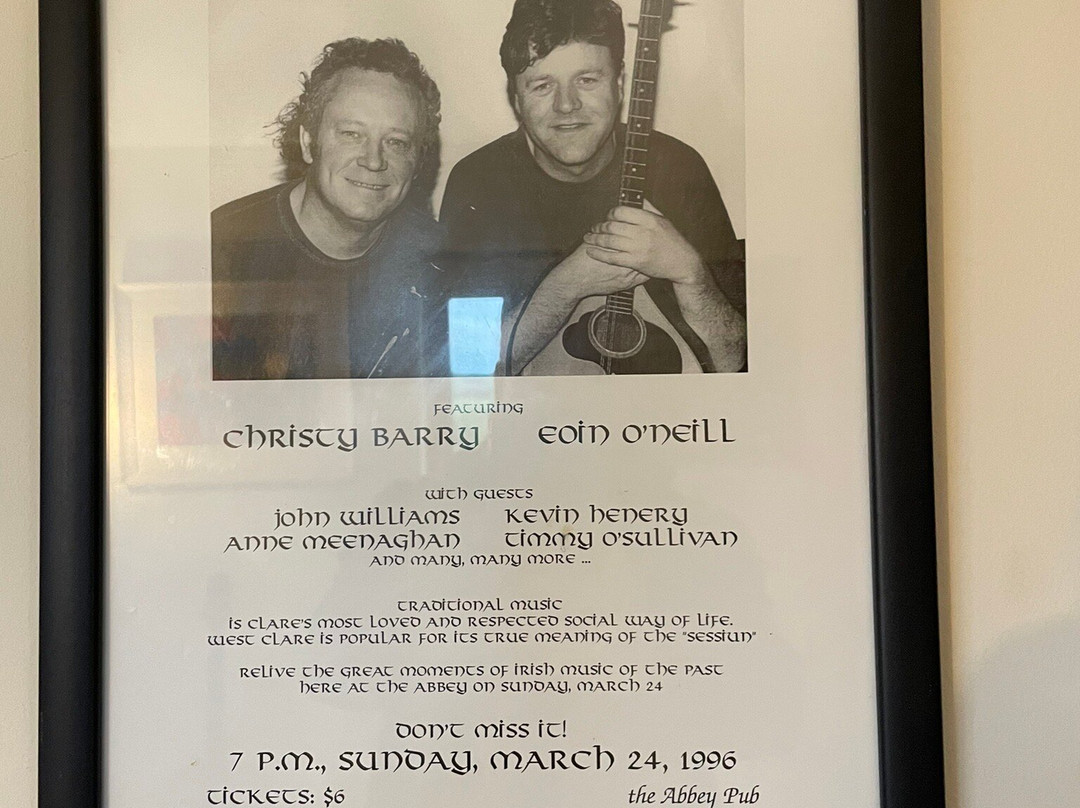 FEATURING
CHRISTY BARRY EOIN O'NEILL
WITH GUESTS
JOHN WILLIAMS KEVIN HENERY
ANNE MEENAGHAN TIMMY O'SULLIVAN
AND MANY, MANY MORE ...
TRADITIONAL MUSIC
IS CLARE'S MOST LOVED AND RESPECTED SOCIAL WAY OF LIFE.
WEST CLARE IS POPULAR FOR ITS TRUE MEANING OF THE "SESSIUN"
RELIVE THE GREAT MOMENTS OF IRISH MUSIC OF THE PAST
HERE AT THE ABBEY ON SUNDAY, MARCH 24
DON'T MISS IT!
7 P.M., SUNDAY, MARCH 24, 1996
TICKETS: $6 the Abbey Pub